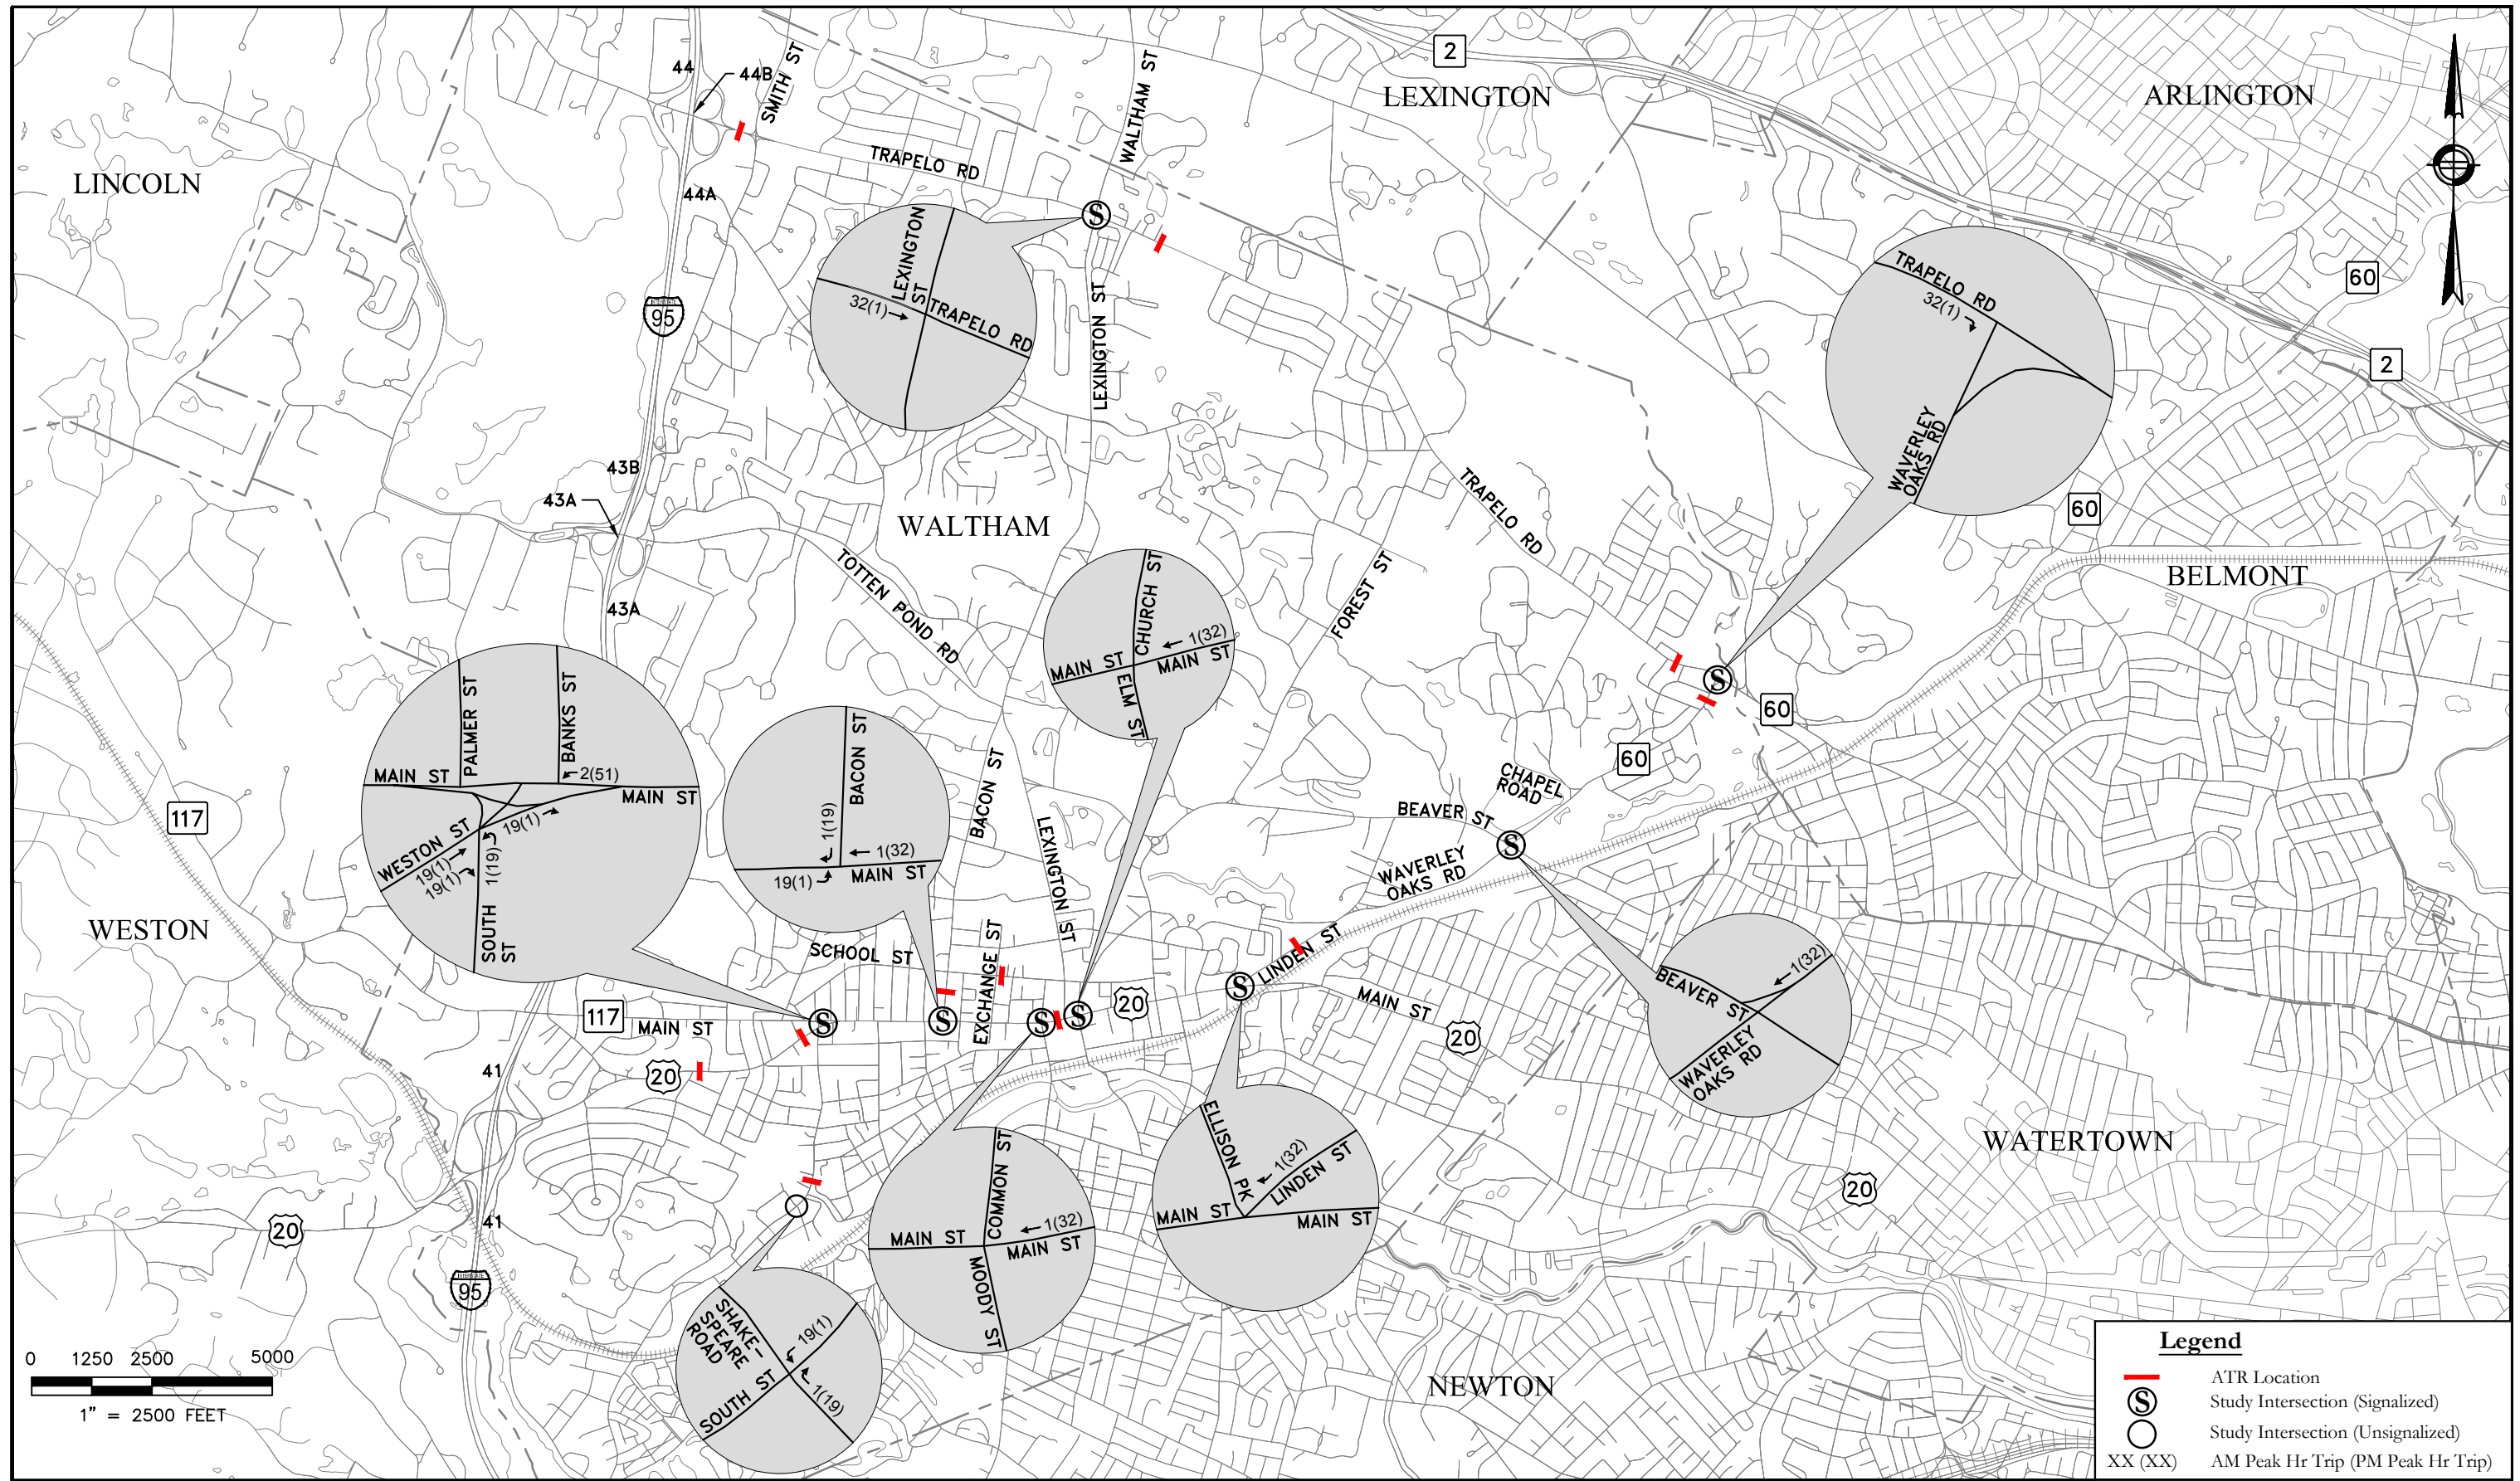 2
LEXINGTON
ARLINGTON
44
44B
SMITH ST
WALTHAM ST
LINCOLN
TRAPELO RD
44A
LEXINGTON
ST
TRAPELO RD
32(1)
S
LEXINGTON ST
INTERSTATE
95
TRAPELO RD
32(1)
WAVERLEY
OAKS RD
60
2
43B
43A
WALTHAM
TRAPELO RD
60
BELMONT
43A
TOTTEN POND RD
FOREST ST
CHURCH ST
1(32)
MAIN ST
MAIN ST
ELM ST
PALMER ST
BANKS ST
MAIN ST
2(51)
MAIN ST
WESTON ST
19(1)
19(1)
19(1)
1(19)
SOUTH
ST
BACON ST
1(19)
1(32)
19(1)
MAIN ST
BACON ST
LEXINGTON ST
S
60
60
CHAPEL
ROAD
BEAVER ST
S
WAVERLEY
OAKS RD
117
WESTON
SCHOOL ST
EXCHANGE ST
LINDEN ST
S
S
S
S
S
20
MAIN ST
20
117
MAIN ST
20
BEAVER ST
1(32)
WAVERLEY
OAKS RD
41
WATERTOWN
20
ELLISON PK
1(32)
LINDEN ST
MAIN ST
MAIN ST
COMMON ST
1(32)
MAIN ST
MAIN ST
MOODY ST
20
41
INTERSTATE
95
SHAKE-
SPEARE
ROAD
19(1)
SOUTH ST
1(19)
NEWTON
0 1250 2500 5000
1" = 2500 FEET
Legend
ATR Location
S Study Intersection (Signalized)
Study Intersection (Unsignalized)
XX (XX) AM Peak Hr Trip (PM Peak Hr Trip)